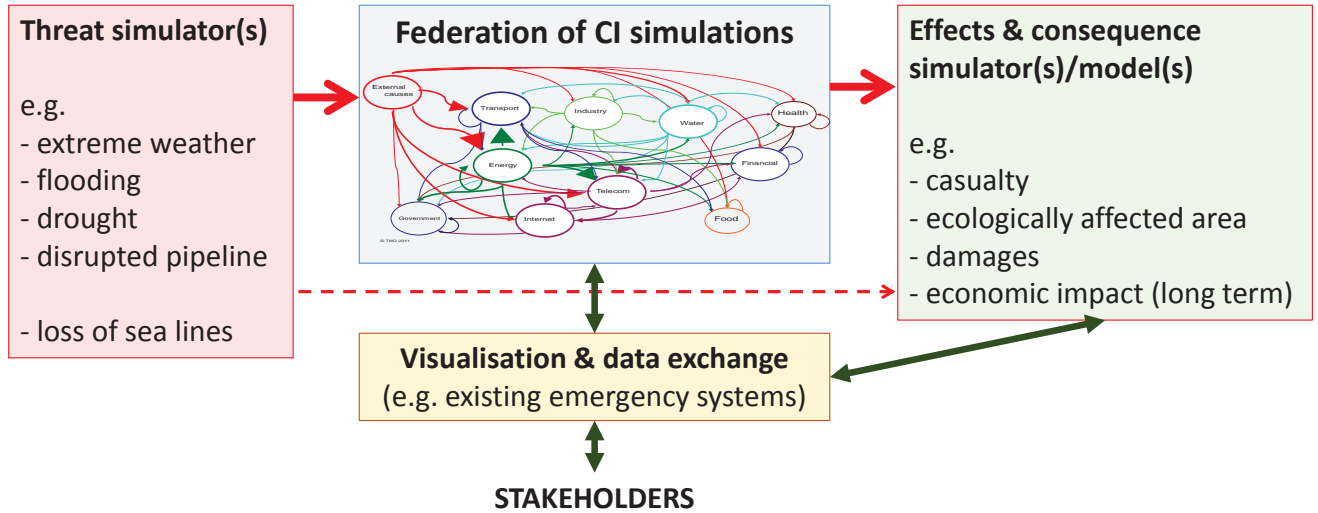 Threat simulator(s)
e.g.
- extreme weather
- flooding
- drought
- disrupted pipeline
- loss of sea lines
Federation of CI simulations
External
causes
Transport
Industry
Water
Health
Energy
Financial
Telecom
Government
Internet
Food
© TNO 2011
Effects & consequence
simulator(s)/model(s)
e.g.
- casualty
- ecologically affected area
- damages
- economic impact (long term)
Visualisation & data exchange
(e.g. existing emergency systems)
STAKEHOLDERS